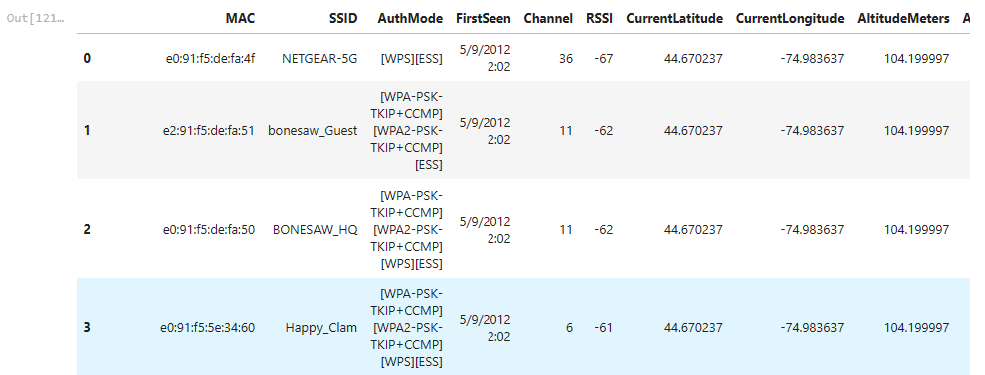 Out[121…
MAC SSID AuthMode FirstSeen Channel RSSI CurrentLatitude CurrentLongitude AltitudeMeters A
0 e0:91:f5:de:fa:4f NETGEAR-5G [WPS][ESS] 5/9/2012 2:02 36 -67 44.670237 -74.983637 104.199997
1 e2:91:f5:de:fa:51 bonesaw_Guest [WPA-PSK-TKIP+CCMP][WPA2-PSK-TKIP+CCMP][ESS] 5/9/2012 2:02 11 -62 44.670237 -74.983637 104.199997
2 e0:91:f5:de:fa:50 BONESAW_HQ [WPA-PSK-TKIP+CCMP][WPA2-PSK-TKIP+CCMP][WPS][ESS] 5/9/2012 2:02 11 -62 44.670237 -74.983637 104.199997
3 e0:91:f5:5e:34:60 Happy_Clam [WPA-PSK-TKIP+CCMP][WPA2-PSK-TKIP+CCMP][WPS][ESS] 5/9/2012 2:02 6 -61 44.670237 -74.983637 104.199997